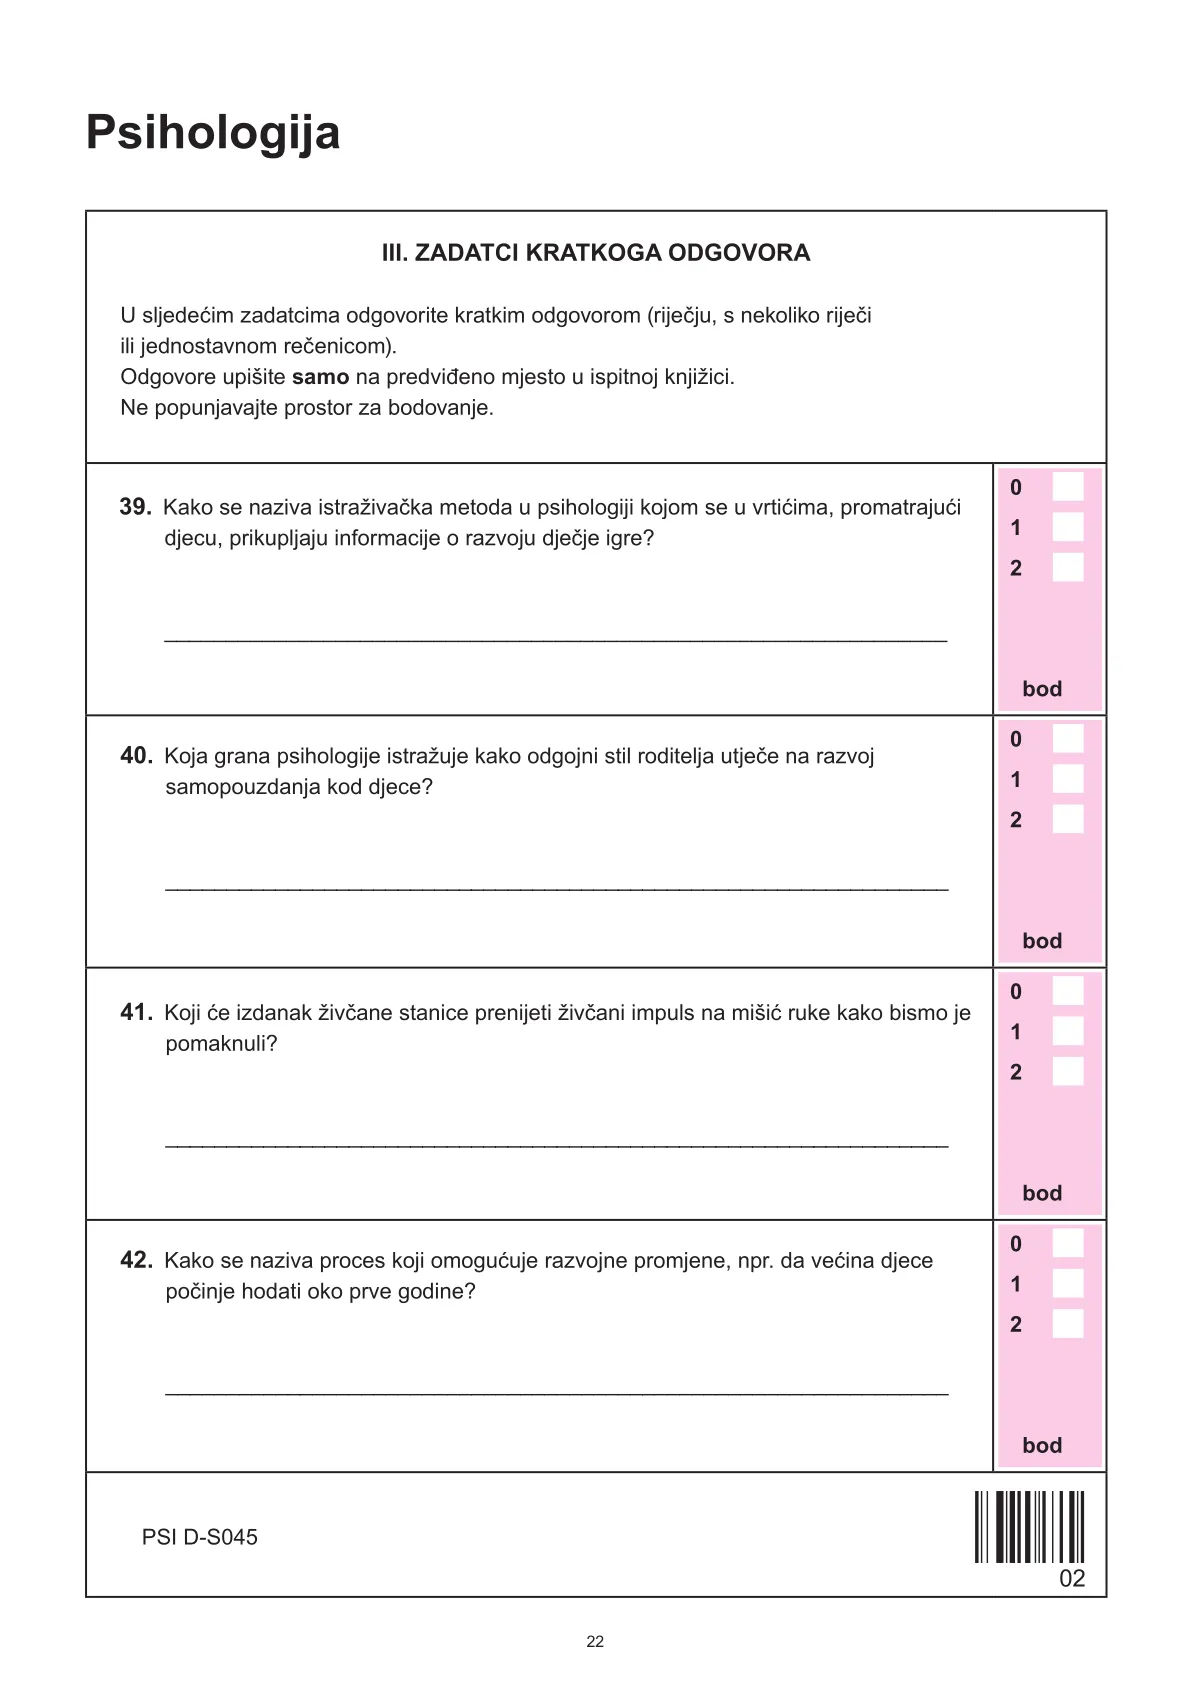 Psihologija
III. ZADATCI KRATKOGA ODGOVORA
U sljedećim zadatcima odgovorite kratkim odgovorom (riječju, s nekoliko riječi
ili jednostavnom rečenicom).
Odgovore upišite samo na predviđeno mjesto u ispitnoj knjižici.
Ne popunjavajte prostor za bodovanje.
39. Kako se naziva istraživačka metoda u psihologiji kojom se u vrtićima, promatrajući
djecu, prikupljaju informacije o razvoju dječje igre?
0
1
2
bod
40. Koja grana psihologije istražuje kako odgojni stil roditelja utječe na razvoj
samopouzdanja kod djece?
0
1
2
bod
41. Koji će izdanak živčane stanice prenijeti živčani impuls na mišić ruke kako bismo je
pomaknuli?
0
1
2
bod
42. Kako se naziva proces koji omogućuje razvojne promjene, npr. da većina djece
počinje hodati oko prve godine?
0
1
2
bod
PSI D-S045
02
22